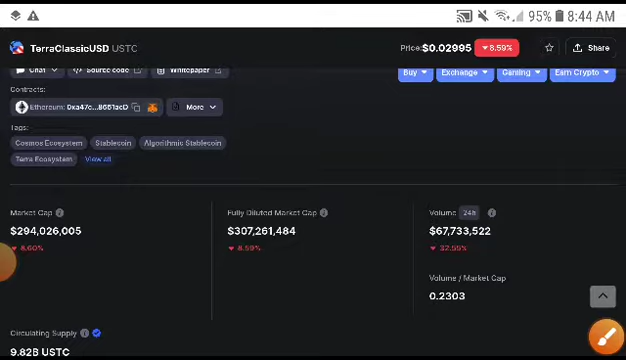 95% 8:44 AM
TerraClassicUSD USTC Price:$0.02995 ▼8.59% Share
Chat Source code Whitepaper Buy Exchange Gaming Earn Crypto
Contracts:
Ethereum: 0xa47c...8661acD More
Tags:
Cosmos Ecosystem Stablecoin Algorithmic Stablecoin
Terra Ecosystem View all
Market Cap Fully Diluted Market Cap Volume 24h
$294,026,005 $307,261,484 $67,733,522
▼ 8.60% ▼ 8.59% ▼ 32.55%
Volume / Market Cap
0.2303
Circulating Supply
9.82B USTC